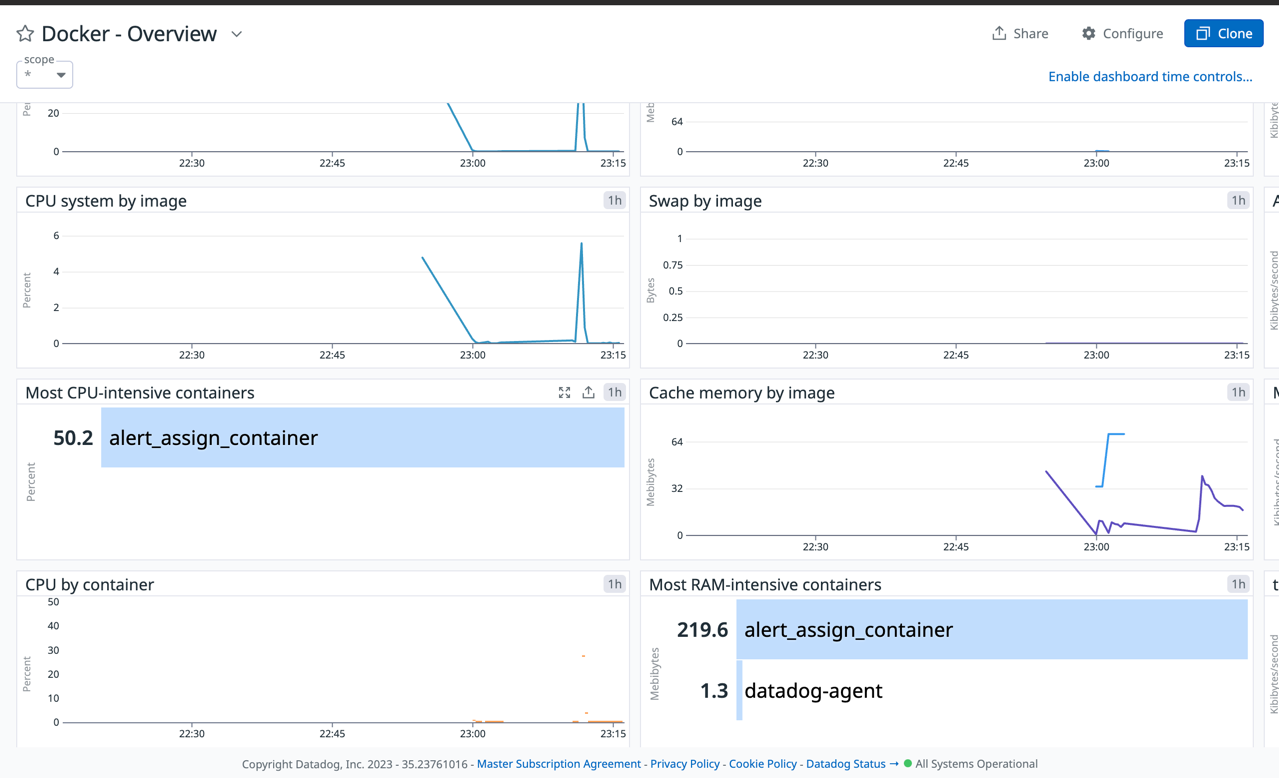 Docker - Overview
Share
Configure
Clone
scope
*
Enable dashboard time controls...
20
0
22:30 22:45 23:00 23:15
64
0
22:30 22:45 23:00 23:15
CPU system by image 1h
Percent
6
4
2
0
22:30 22:45 23:00 23:15
Swap by image 1h
Bytes
1
0.75
0.5
0.25
0
22:30 22:45 23:00 23:15
Kibibytes/second
Most CPU-intensive containers 1h
Percent
50.2 alert_assign_container
Cache memory by image 1h
Mebibytes
64
32
0
22:30 22:45 23:00 23:15
CPU by container 1h
Percent
50
40
30
20
10
0
22:30 22:45 23:00 23:15
Most RAM-intensive containers 1h
Mebibytes
219.6 alert_assign_container
1.3 datadog-agent
Kibibytes/second
Copyright Datadog, Inc. 2023 - 35.23761016 - Master Subscription Agreement - Privacy Policy - Cookie Policy - Datadog Status → All Systems Operational